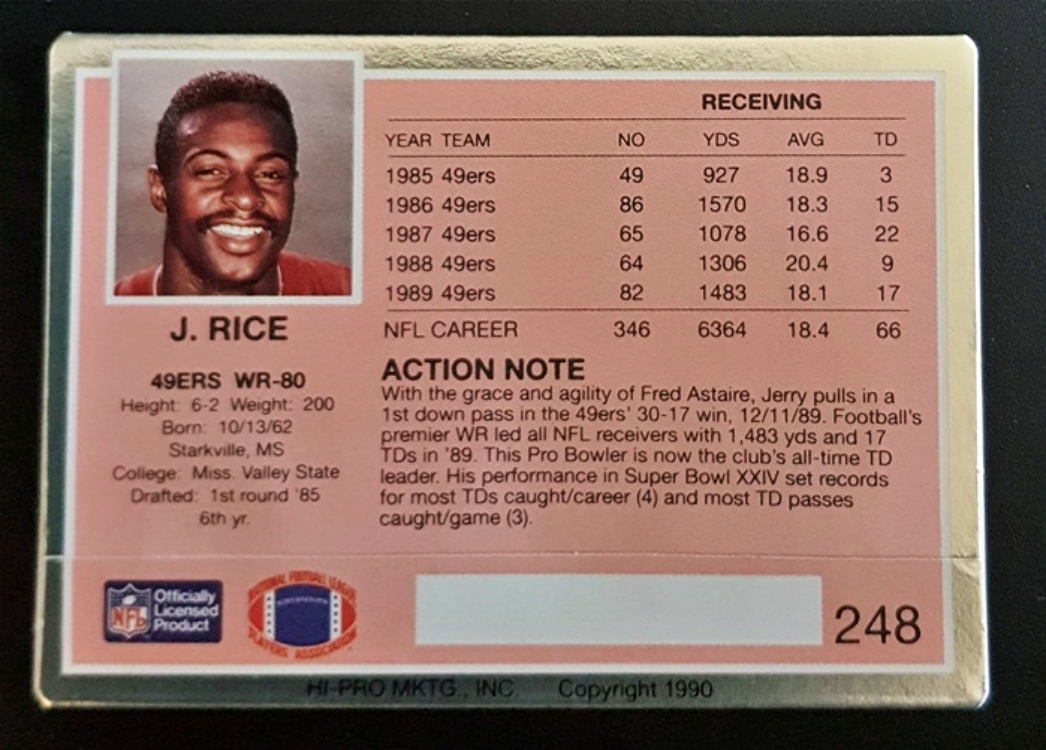 RECEIVING
YEAR TEAM NO YDS AVG TD
1985 49ers 49 927 18.9 3
1986 49ers 86 1570 18.3 15
1987 49ers 65 1078 16.6 22
1988 49ers 64 1306 20.4 9
1989 49ers 82 1483 18.1 17
NFL CAREER 346 6364 18.4 66
J. RICE
49ERS WR-80
Height: 6-2 Weight: 200
Born: 10/13/62
Starkville, MS
College: Miss. Valley State
Drafted: 1st round '85
6th yr.
ACTION NOTE
With the grace and agility of Fred Astaire, Jerry pulls in a
1st down pass in the 49ers' 30-17 win, 12/11/89. Football's
premier WR led all NFL receivers with 1,483 yds and 17
TDs in '89. This Pro Bowler is now the club's all-time TD
leader. His performance in Super Bowl XXIV set records
for most TDs caught/career (4) and most TD passes
caught/game (3).
NFL
Officially
Licensed
Product
NATIONAL FOOTBALL LEAGUE
PLAYERS ASSOCIATION
248
HI-PRO MKTG., INC. Copyright 1990